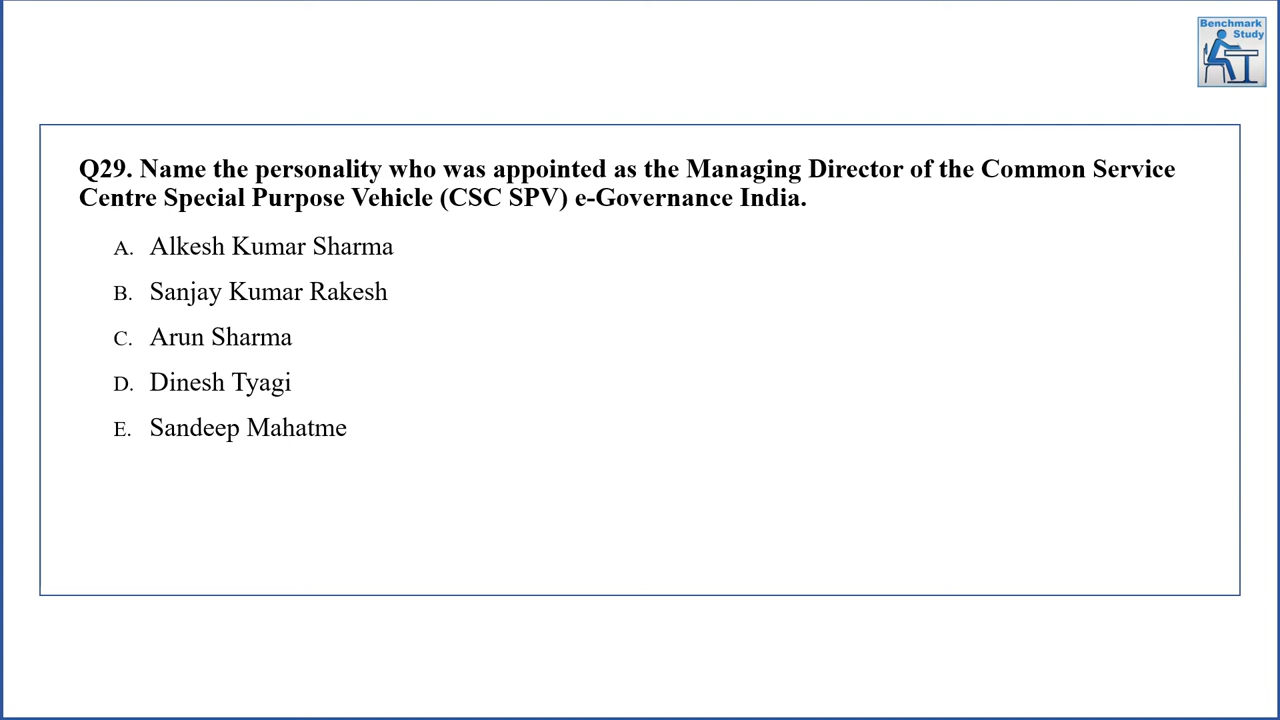 Benchmark
Study
Q29. Name the personality who was appointed as the Managing Director of the Common Service
Centre Special Purpose Vehicle (CSC SPV) e-Governance India.
A. Alkesh Kumar Sharma
B. Sanjay Kumar Rakesh
C. Arun Sharma
D. Dinesh Tyagi
E. Sandeep Mahatme